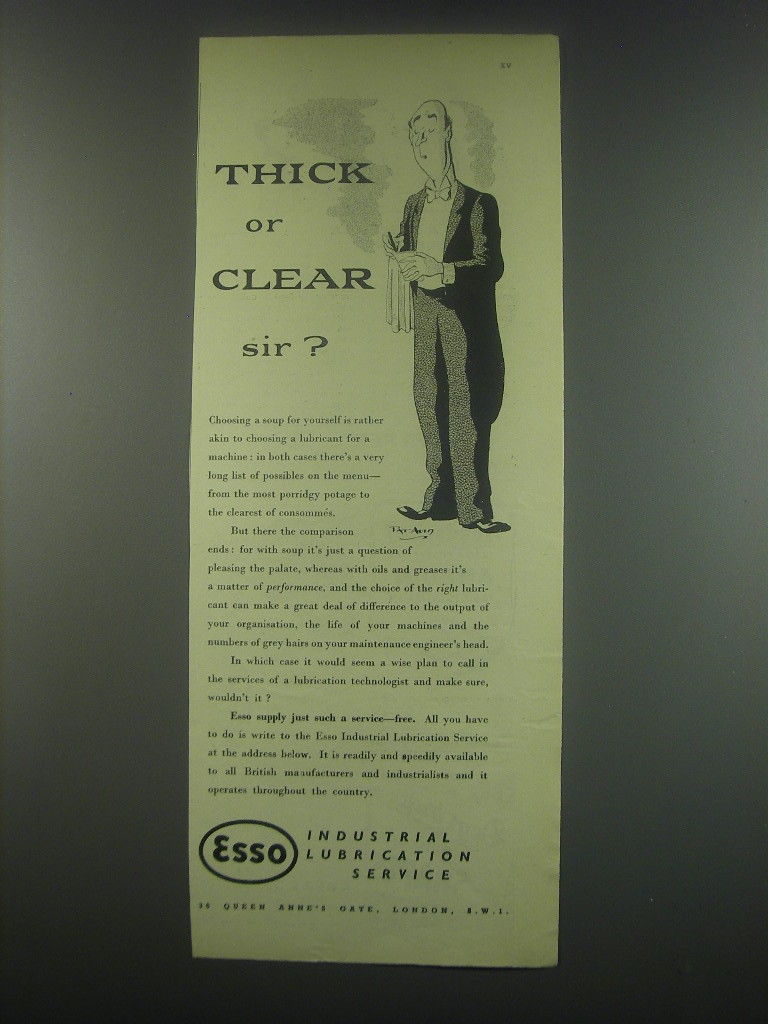 xv
THICK
or
CLEAR
sir ?
Choosing a soup for yourself is rather
akin to choosing a lubricant for a
machine : in both cases there's a very
long list of possibles on the menu—
from the most porridgy potage to
the clearest of consommés.
But there the comparison
ends : for with soup it's just a question of
pleasing the palate, whereas with oils and greases it's
a matter of performance, and the choice of the right lubri-
cant can make a great deal of difference to the output of
your organisation, the life of your machines and the
numbers of grey hairs on your maintenance engineer's head.
In which case it would seem a wise plan to call in
the services of a lubrication technologist and make sure,
wouldn't it ?
Esso supply just such a service—free. All you have
to do is write to the Esso Industrial Lubrication Service
at the address below. It is readily and speedily available
to all British manufacturers and industrialists and it
operates throughout the country.
Esso
INDUSTRIAL
LUBRICATION
SERVICE
36 QUEEN ANNE'S GATE, LONDON, S.W.1.